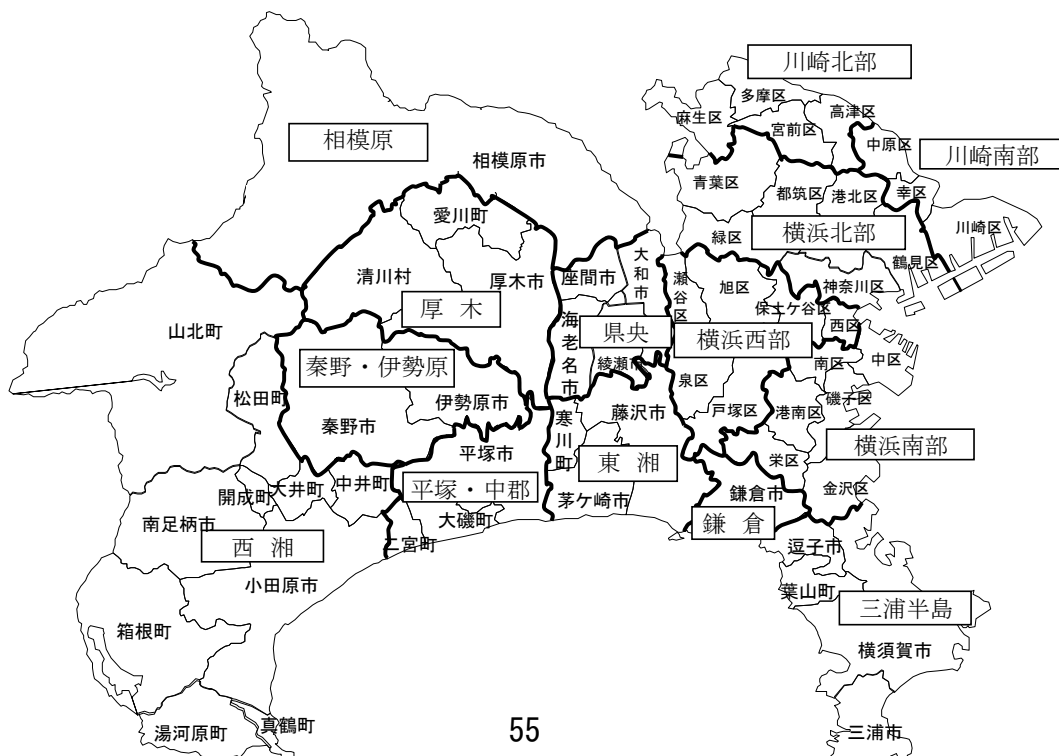 川崎北部
多摩区
高津区
麻生区
宮前区
中原区
川崎南部
相模原
相模原市
青葉区
都筑区
港北区
幸区
愛川町
緑区
横浜北部
川崎区
鶴見区
清川村
厚木市
座間市
大和市
瀬谷区
旭区
神奈川区
厚木
保土ケ谷区
西区
山北町
海老名市
県央
横浜西部
秦野・伊勢原
綾瀬市
泉区
南区
中区
松田町
伊勢原市
藤沢市
戸塚区
港南区
磯子区
秦野市
寒川町
平塚市
横浜南部
東湘
栄区
開成町
大井町
中井町
平塚・中郡
鎌倉市
金沢区
南足柄市
茅ケ崎市
大磯町
鎌倉
西湘
二宮町
逗子市
小田原市
葉山町
三浦半島
箱根町
横須賀市
湯河原町
真鶴町
55
三浦市